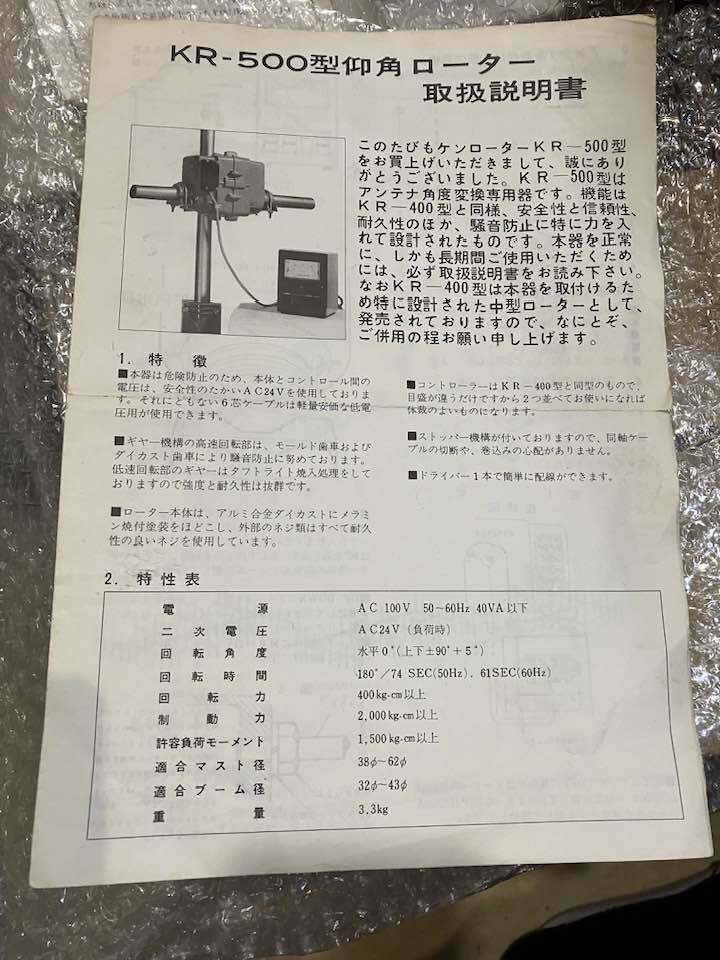 KR-500型仰角ローター
取扱説明書
このたびもケンローターKR—500型
をお買上げいただきまして、誠にあり
がとうございました。KR—500型は
アンテナ角度変換専用器です。機能は
KR—400型と同様、安全性と信頼性、
耐久性のほか、騒音防止に特に力を入
れて設計されたものです。本器を正常
に、しかも長期間ご使用いただくため
には、必ず取扱説明書をお読み下さい。
なおKR—400型は本器を取付けるた
め特に設計された中型ローターとして、
発売されておりますので、なにとぞ、
ご併用の程お願い申し上げます。
1. 特 徴
■本器は危険防止のため、本体とコントロール間の
電圧は、安全性のたかいAC24Vを使用しておりま
す。それにともない6芯ケーブルは軽量安価な低電
圧用が使用できます。
■ギヤー機構の高速回転部は、モールド歯車および
ダイカスト歯車により騒音防止に努めております。
低速回転部のギヤーはタフトライト焼入処理をして
おりますので強度と耐久性は抜群です。
■ローター本体は、アルミ合金ダイカストにメラミ
ン焼付塗装をほどこし、外部のネジ類はすべて耐久
性の良いネジを使用しています。
■コントローラーはKR—400型と同型のもので、
目盛が違うだけですから2つ並べてお使いになれば
体裁のよいものになります。
■ストッパー機構が付いておりますので、同軸ケー
ブルの切断や、巻込みの心配がありません。
■ドライバー1本で簡単に配線ができます。
2. 特性表
電源 AC 100V 50~60Hz 40VA以下
二次電圧 AC24V (負荷時)
回転角度 水平0°(上下±90°+5°)
回転時間 180°/74 SEC(50Hz). 61SEC(60Hz)
回転力 400kg·cm以上
制動力 2,000kg·cm以上
許容負荷モーメント 1,500kg·cm以上
適合マスト径 38φ~62φ
適合ブーム径 32φ~43φ
重量 3.3kg